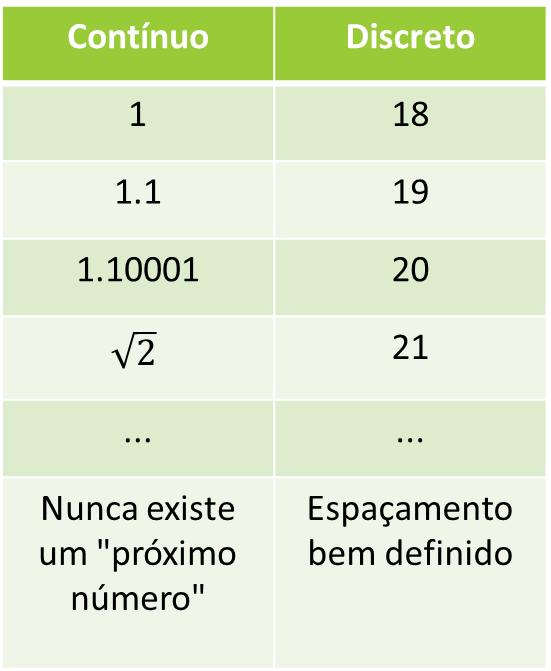 Contínuo Discreto
1 18
1.1 19
1.10001 20
√2 21
... ...
Nunca existe Espaçamento
um "próximo bem definido
número"